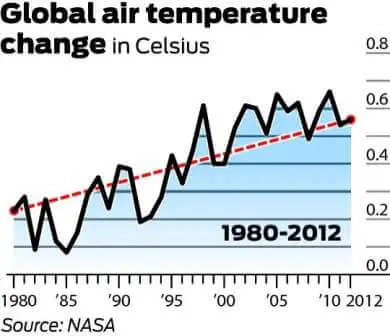 Global air temperature
change in Celsius
0.8
0.6
0.4
0.2
0.0
1980-2012
1980 '85 '90 '95 '00 '05 '10 2012
Source: NASA